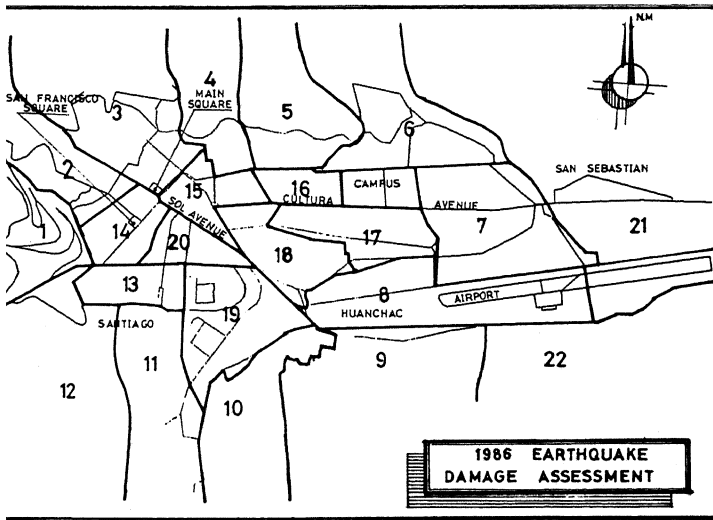 N.M
4
MAIN
SQUARE
SAN FRANCISCO
SQUARE
3
5
6
2
SAN SEBASTIAN
15
16
CAMPUS
CULTURA
AVENUE
SOL AVENUE
1
14
20
18
17
7
21
13
19
8
AIRPORT
HUANCHAC
SANTIAGO
12
11
10
9
22
1986 EARTHQUAKE
DAMAGE ASSESSMENT